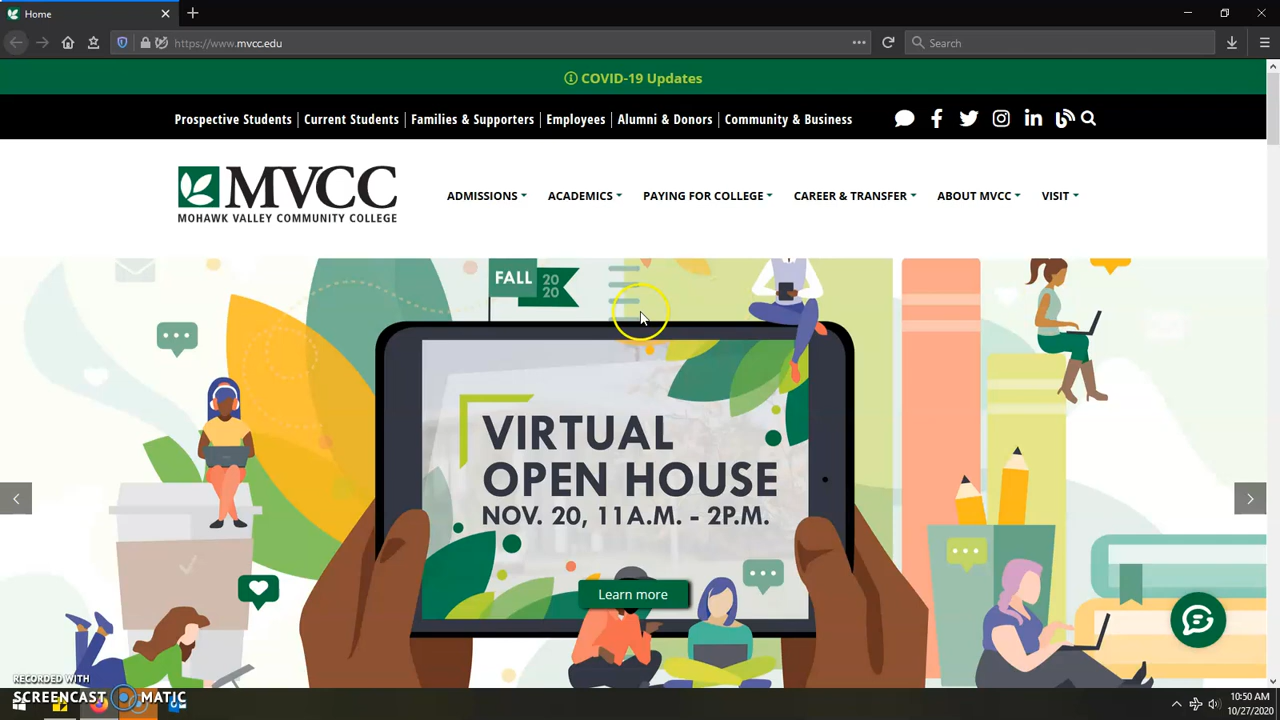 Home
https://www.mvcc.edu
Search
COVID-19 Updates
Prospective Students
Current Students
Families & Supporters
Employees
Alumni & Donors
Community & Business
MVCC
MOHAWK VALLEY COMMUNITY COLLEGE
ADMISSIONS
ACADEMICS
PAYING FOR COLLEGE
CAREER & TRANSFER
ABOUT MVCC
VISIT
FALL 20
20
VIRTUAL
OPEN HOUSE
NOV. 20, 11A.M. - 2P.M.
Learn more
RECORDED WITH
SCREENCAST MATIC
10:50 AM
10/27/2020